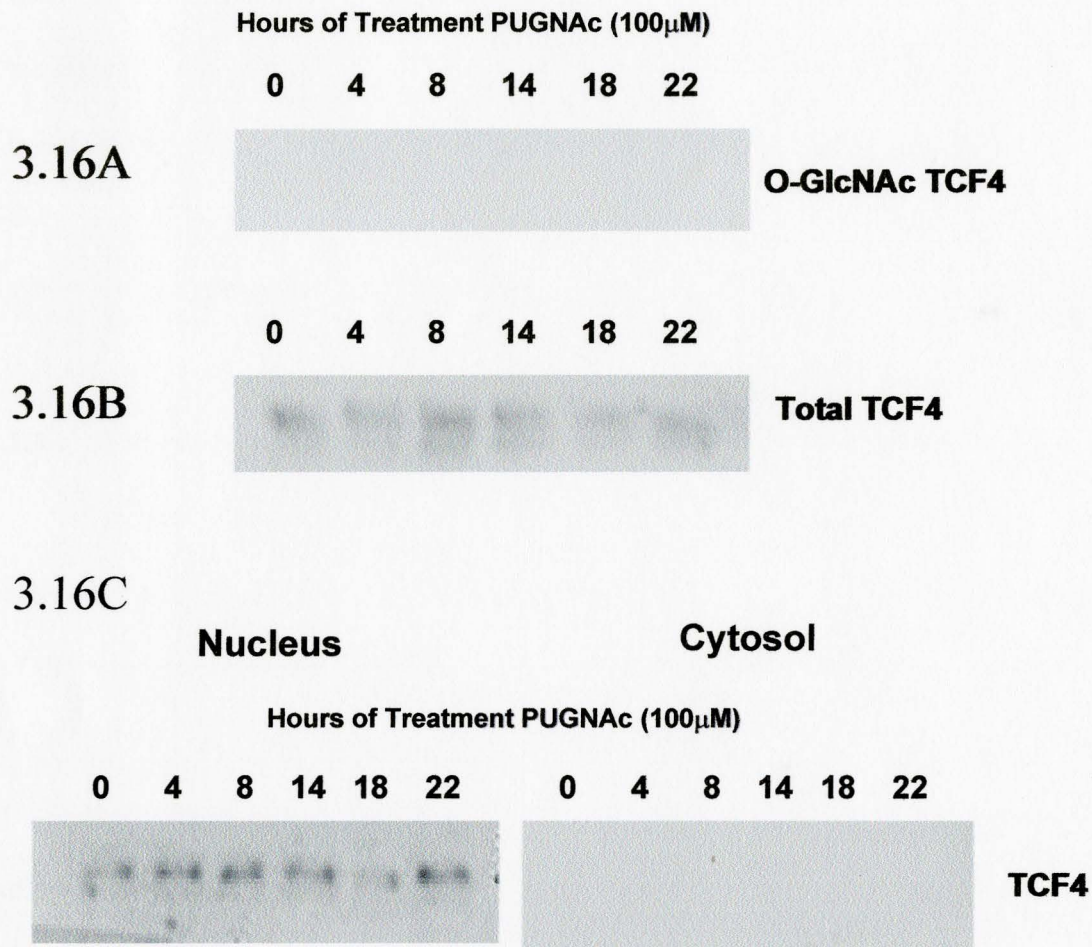 Hours of Treatment PUGNAc (100μM)
0 4 8 14 18 22
3.16A
O-GlcNAc TCF4
0 4 8 14 18 22
3.16B
Total TCF4
3.16C
Nucleus Cytosol
Hours of Treatment PUGNAc (100μM)
0 4 8 14 18 22 0 4 8 14 18 22
TCF4